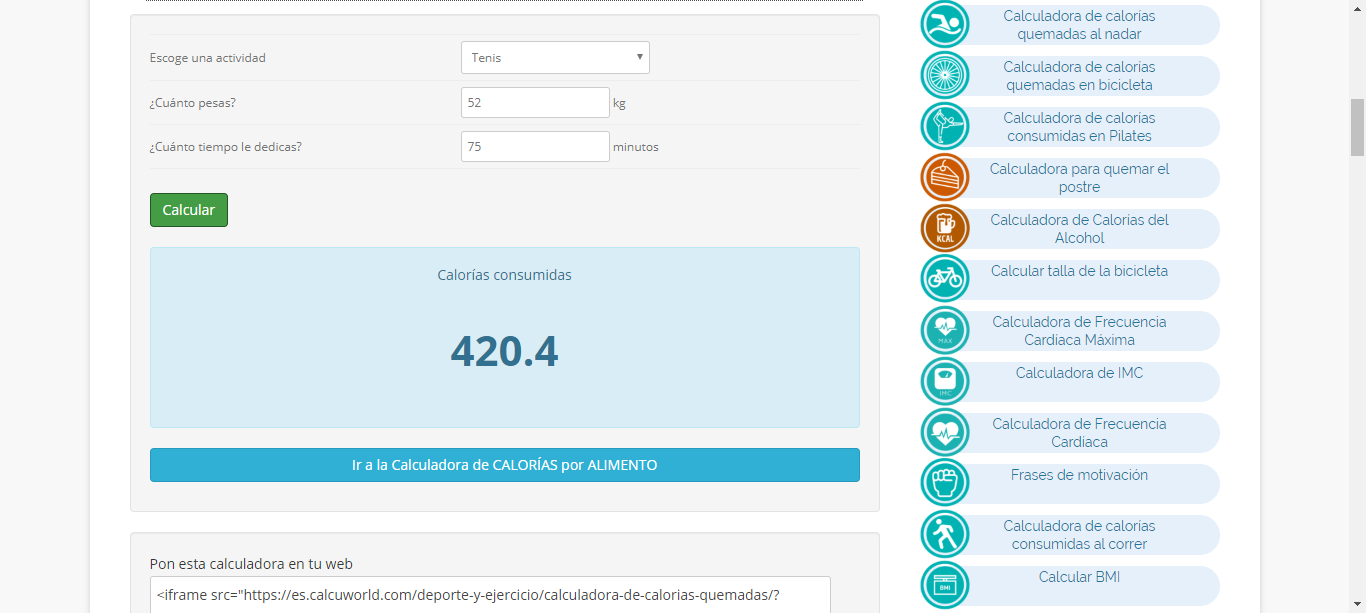 Escoge una actividad
Tenis
¿Cuánto pesas?
52
kg
¿Cuánto tiempo le dedicas?
75
minutos
Calcular
Calorías consumidas
420.4
Ir a la Calculadora de CALORÍAS por ALIMENTO
Pon esta calculadora en tu web
<iframe src="https://es.calcuworld.com/deporte-y-ejercicio/calculadora-de-calorias-quemadas/?
Calculadora de calorías
quemadas al nadar
Calculadora de calorías
quemadas en bicicleta
Calculadora de calorías
consumidas en Pilates
Calculadora para quemar el
postre
KCAL
Calculadora de Calorias del
Alcohol
Calcular talla de la bicicleta
MAX
Calculadora de Frecuencia
Cardiaca Máxima
IMC
Calculadora de IMC
Calculadora de Frecuencia
Cardiaca
Frases de motivación
Calculadora de calorías
consumidas al correr
BMI
Calcular BMI